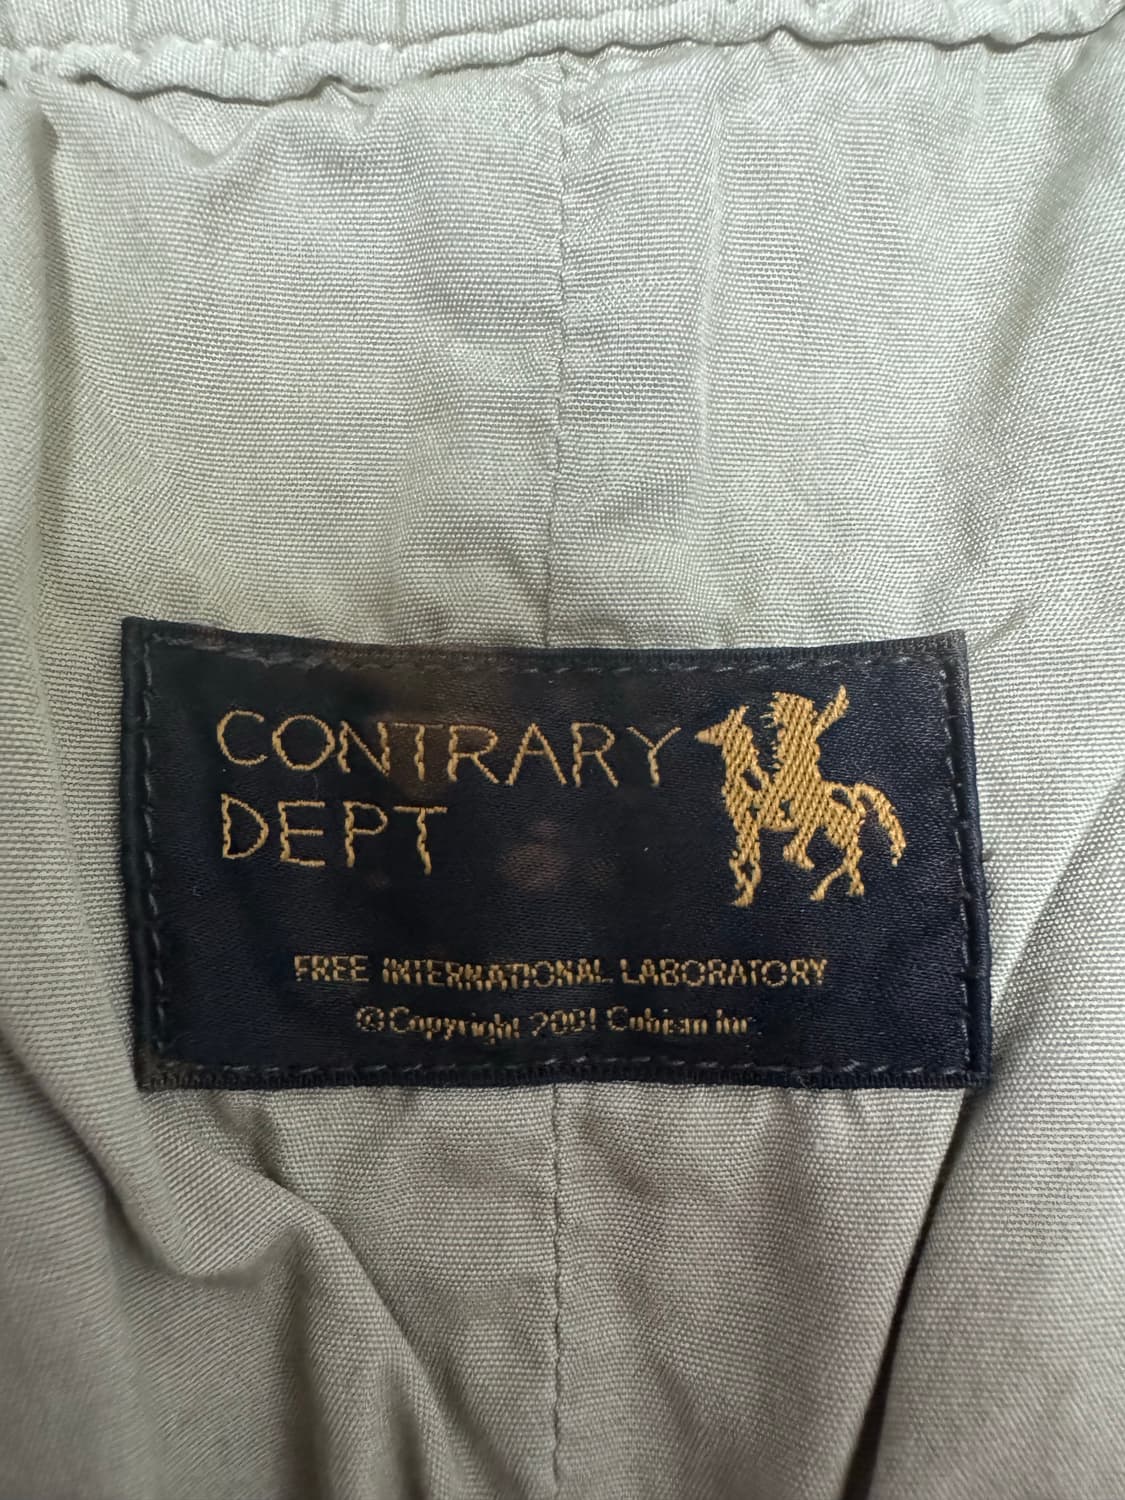 CONTRARY
DEPT
FREE INTERNATIONAL LABORATORY
©Copyright 2001 Cubism Inc